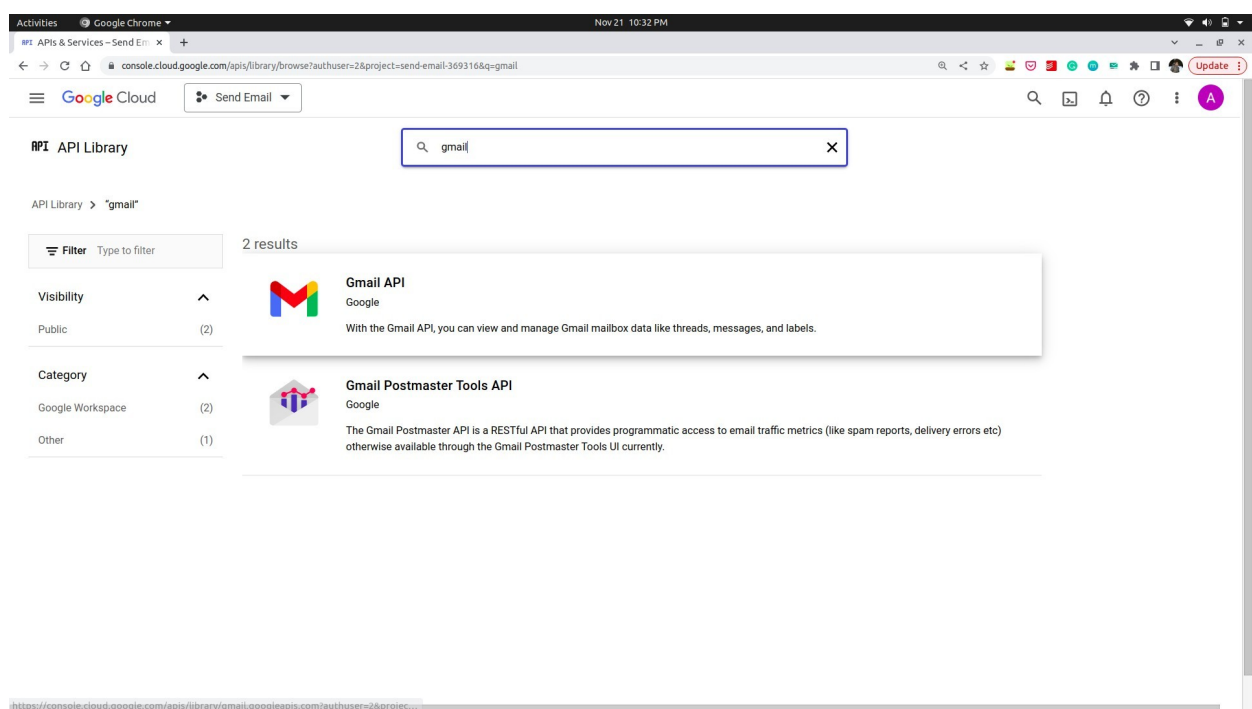 Activities Google Chrome Nov 21 10:32 PM
API APIs & Services – Send Em
console.cloud.google.com/apis/library/browse?authuser=2&project=send-email-369316&q=gmail Update
Google Cloud Send Email A
API API Library gmail
API Library "gmail"
Filter Type to filter
2 results
Gmail API
Google
With the Gmail API, you can view and manage Gmail mailbox data like threads, messages, and labels.
Visibility
Public (2)
Category
Google Workspace (2)
Other (1)
Gmail Postmaster Tools API
Google
The Gmail Postmaster API is a RESTful API that provides programmatic access to email traffic metrics (like spam reports, delivery errors etc)
otherwise available through the Gmail Postmaster Tools UI currently.
https://console.cloud.google.com/apis/library/gmail.googleapis.com?authuser=2&projec...